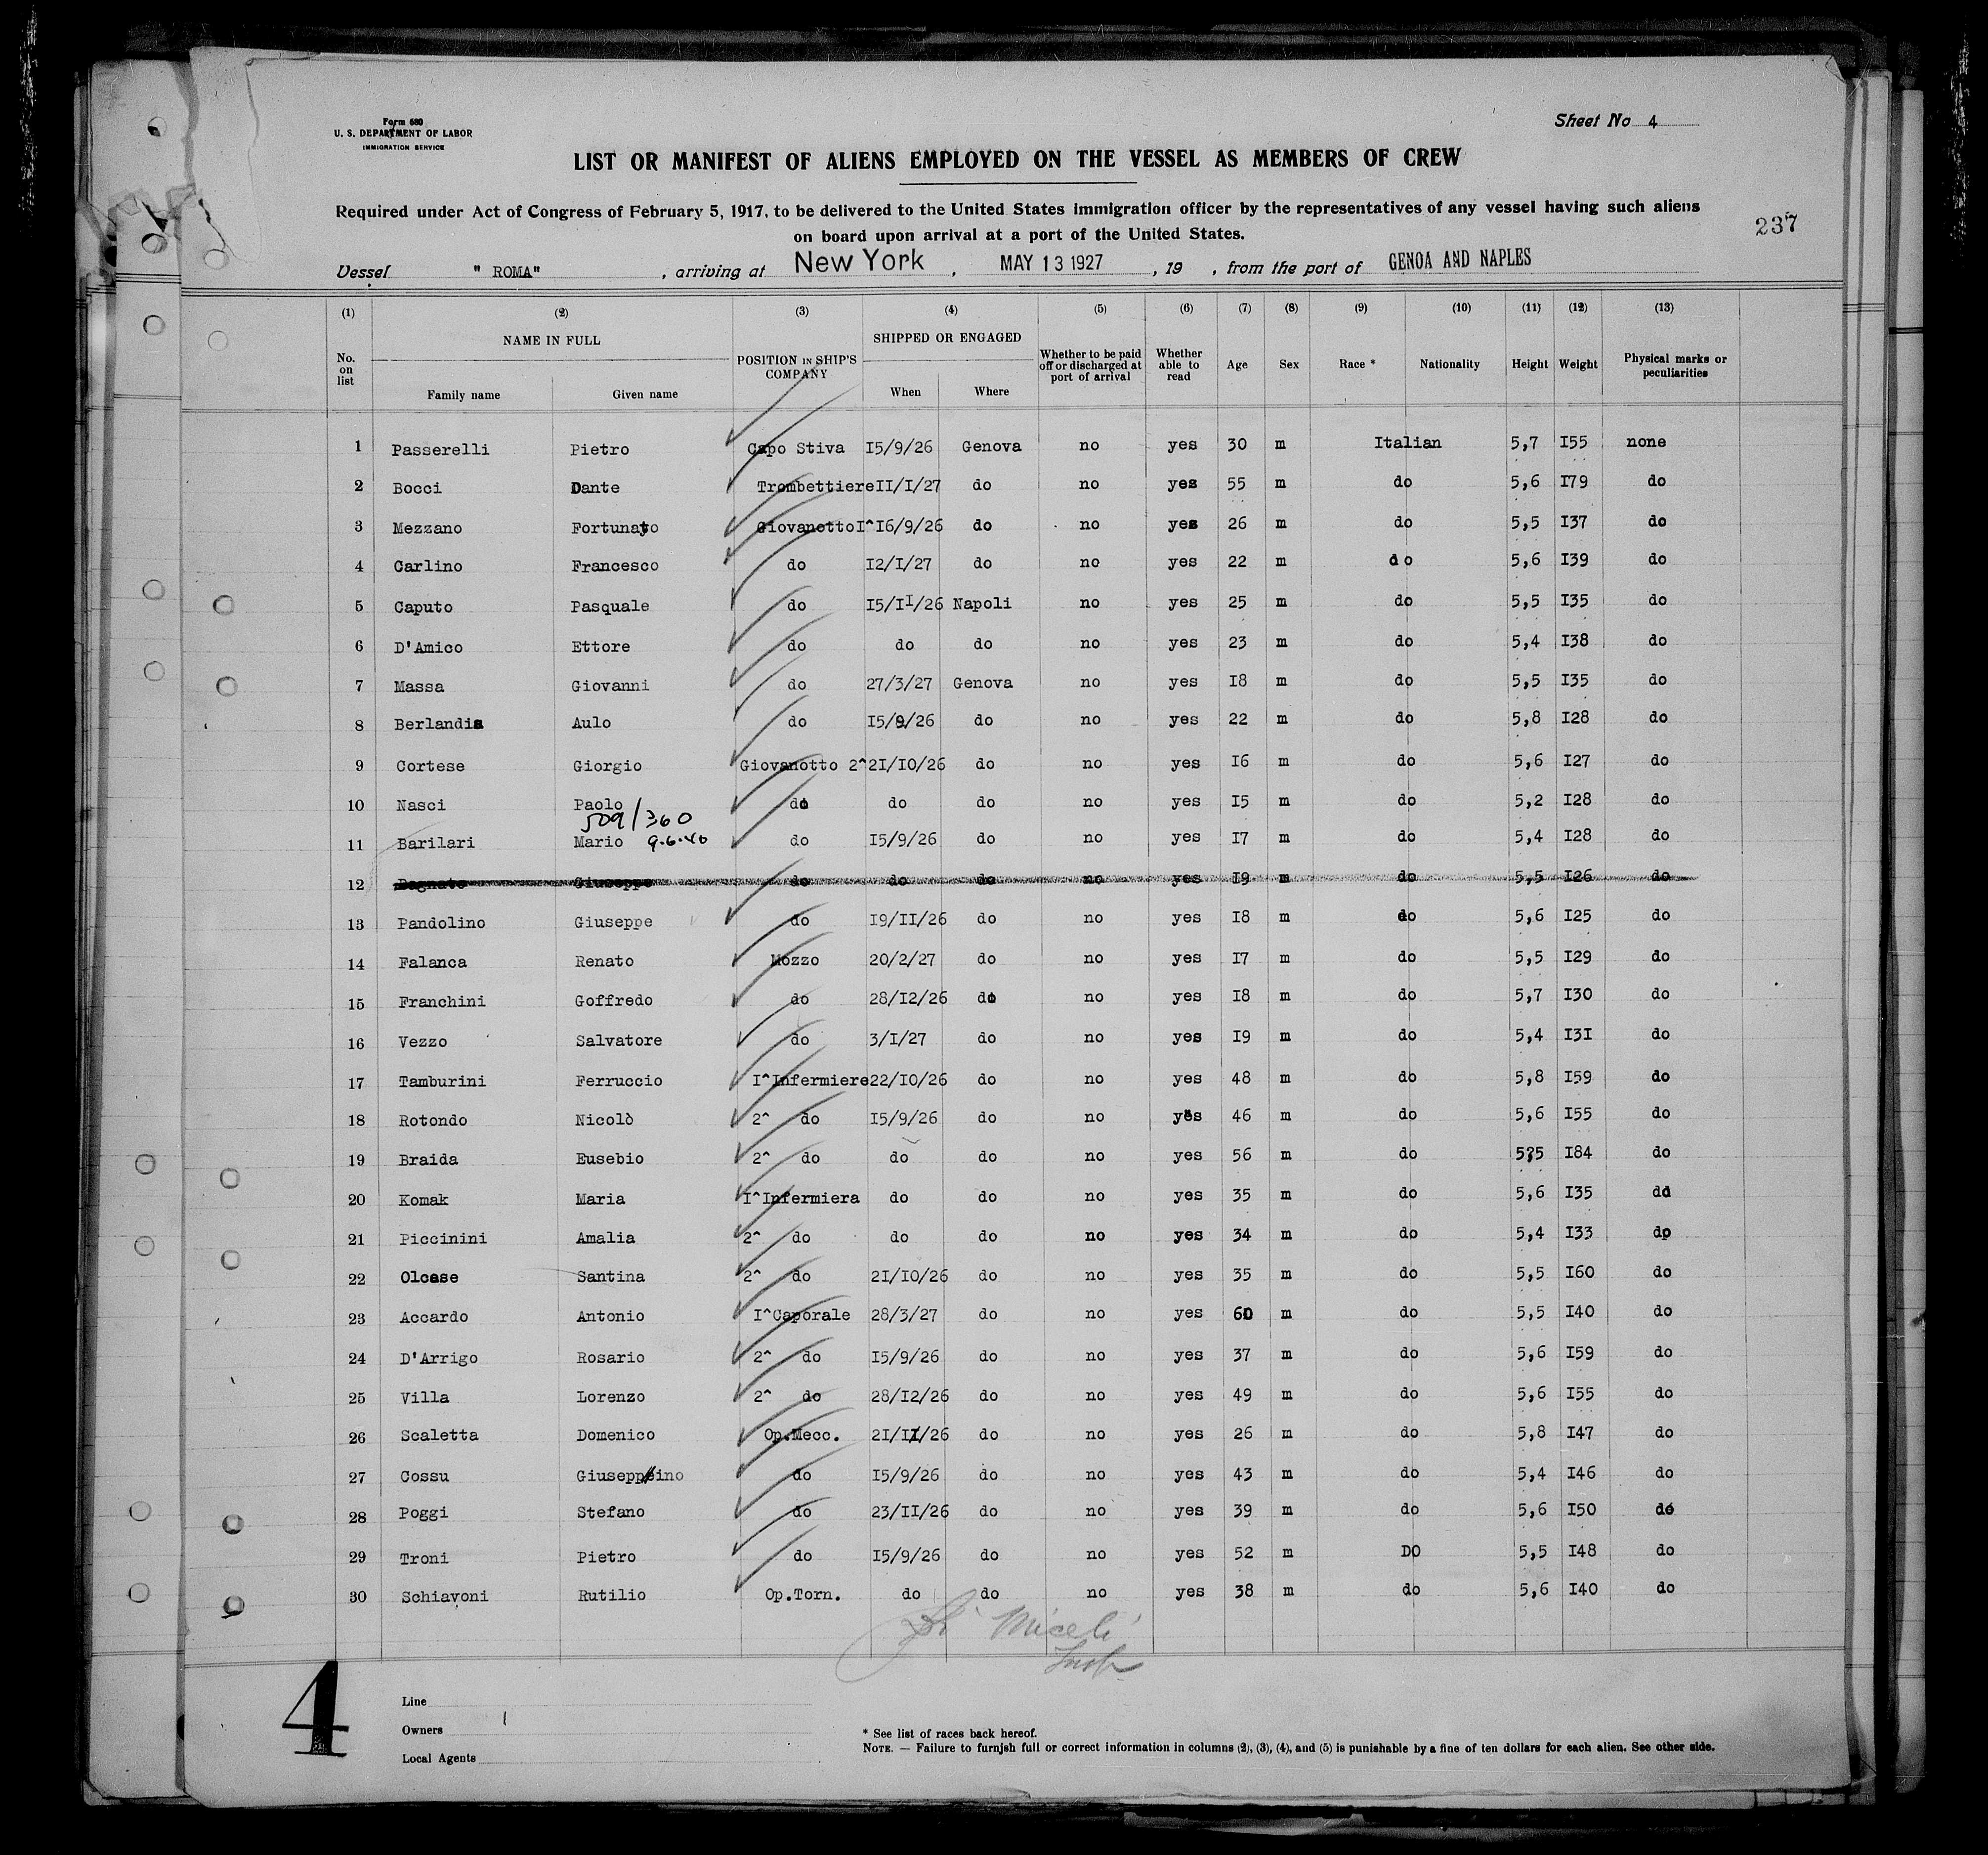 Form 680
U. S. DEPARTMENT OF LABOR
IMMIGRATION SERVICE
Sheet No 4
LIST OR MANIFEST OF ALIENS EMPLOYED ON THE VESSEL AS MEMBERS OF CREW
Required under Act of Congress of February 5, 1917, to be delivered to the United States immigration officer by the representatives of any vessel having such aliens
on board upon arrival at a port of the United States.
237
Vessel " ROMA" , arriving at New York , MAY 13 1927 , 19 , from the port of GENOA AND NAPLES
(1) (2) (3) (4) (5) (6) (7) (8) (9) (10) (11) (12) (13)
No. on list NAME IN FULL Family name Given name POSITION IN SHIP'S COMPANY SHIPPED OR ENGAGED When Where Whether to be paid off or discharged at port of arrival Whether able to read Age Sex Race * Nationality Height Weight Physical marks or peculiarities
1 Passerelli Pietro Capo Stiva I5/9/26 Genova no yes 30 m Italian 5,7 I55 none
2 Bocci Dante Trombettiere II/I/27 do no yes 55 m do 5,6 I79 do
3 Mezzano Fortunato Giovanotto I^ I6/9/26 do no yes 26 m do 5,5 I37 do
4 Carlino Francesco do I2/I/27 do no yes 22 m do 5,6 I39 do
5 Caputo Pasquale do I5/II/26 Napoli no yes 25 m do 5,5 I35 do
6 D'Amico Ettore do do do no yes 23 m do 5,4 I38 do
7 Massa Giovanni do 27/3/27 Genova no yes I8 m do 5,5 I35 do
8 Berlandis Aulo do I5/9/26 do no yes 22 m do 5,8 I28 do
9 Cortese Giorgio Giovanotto 2^ 2I/I0/26 do no yes I6 m do 5,6 I27 do
10 Nasci Paolo do do do no yes I5 m do 5,2 I28 do
509/360
11 Barilari Mario 9.6.40 do I5/9/26 do no yes I7 m do 5,4 I28 do
12 Giuseppe do do do no yes I9 m do 5,5 I26 do
13 Pandolino Giuseppe do I9/II/26 do no yes I8 m do 5,6 I25 do
14 Falanca Renato Mozzo 20/2/27 do no yes I7 m do 5,5 I29 do
15 Franchini Goffredo do 28/I2/26 do no yes I8 m do 5,7 I30 do
16 Vezzo Salvatore do 3/I/27 do no yes I9 m do 5,4 I3I do
17 Tamburini Ferruccio I^Infermiere 22/I0/26 do no yes 48 m do 5,8 I59 do
18 Rotondo Nicolò 2^ do I5/9/26 do no yes 46 m do 5,6 I55 do
19 Braida Eusebio 2^ do do do no yes 56 m do 5,5 I84 do
20 Komak Maria I^Infermiera do do no yes 35 m do 5,6 I35 do
21 Piccinini Amalia 2^ do do do no yes 34 m do 5,4 I33 do
22 Olcese Santina 2^ do 2I/I0/26 do no yes 35 m do 5,5 I60 do
23 Accardo Antonio I^Caporale 28/3/27 do no yes 60 m do 5,5 I40 do
24 D'Arrigo Rosario 2^ do I5/9/26 do no yes 37 m do 5,6 I59 do
25 Villa Lorenzo 2^ do 28/I2/26 do no yes 49 m do 5,6 I55 do
26 Scaletta Domenico Op.Mecc. 2I/II/26 do no yes 26 m do 5,8 I47 do
27 Cossu Giuseppino do I5/9/26 do no yes 43 m do 5,4 I46 do
28 Poggi Stefano do 23/II/26 do no yes 39 m do 5,6 I50 do
29 Troni Pietro do I5/9/26 do no yes 52 m DO 5,5 I48 do
30 Schiavoni Rutilio Op.Torn. do do no yes 38 m do 5,6 I40 do
Miceli
Insp
4
Line
Owners
Local Agents
* See list of races back hereof.
NOTE. — Failure to furnish full or correct information in columns (2), (3), (4), and (5) is punishable by a fine of ten dollars for each alien. See other side.